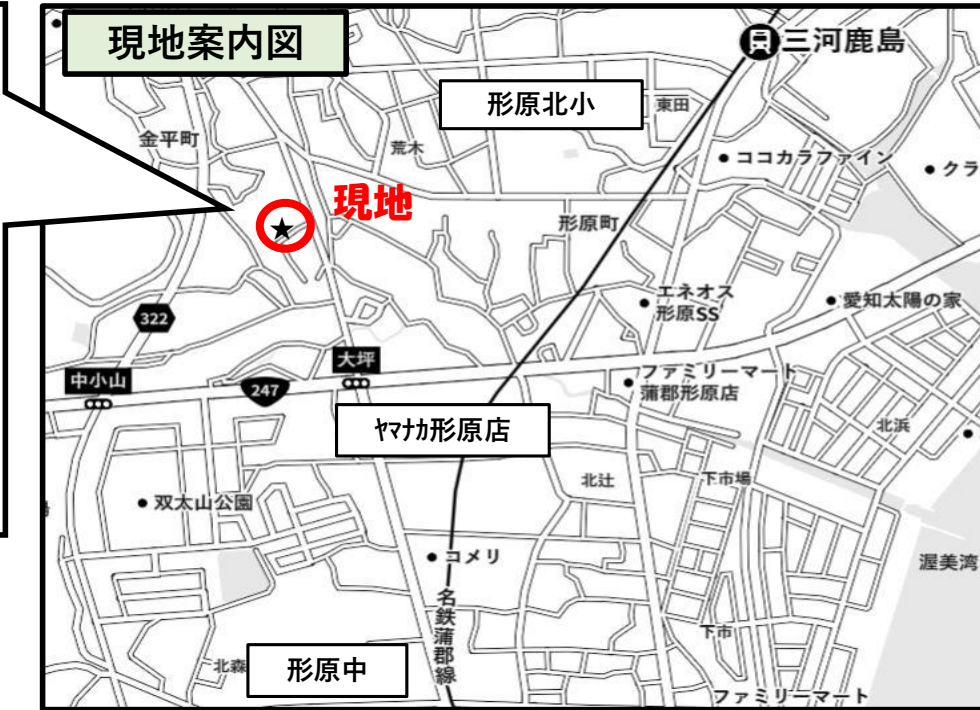 現地案内図
三河鹿島
形原北小
東田
金平町
荒木
ココカラファイン
クラ
現地
形原町
エネオス
形原SS
愛知太陽の家
322
大坪
中小山
247
ファミリーマート
蒲郡形原店
ヤマナカ形原店
北浜
北辻
下市場
双太山公園
コメリ
渥美湾
名鉄蒲郡線
下市
北森
形原中
ファミリーマート